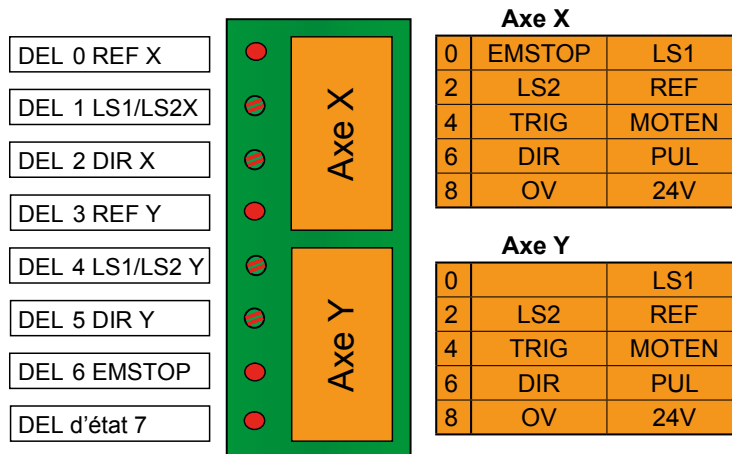 DEL 0 REF X
DEL 1 LS1/LS2X
DEL 2 DIR X
DEL 3 REF Y
DEL 4 LS1/LS2 Y
DEL 5 DIR Y
DEL 6 EMSTOP
DEL d'état 7
Axe X
Axe Y
Axe X
0 EMSTOP LS1
2 LS2 REF
4 TRIG MOTEN
6 DIR PUL
8 OV 24V
Axe Y
0 LS1
2 LS2 REF
4 TRIG MOTEN
6 DIR PUL
8 OV 24V